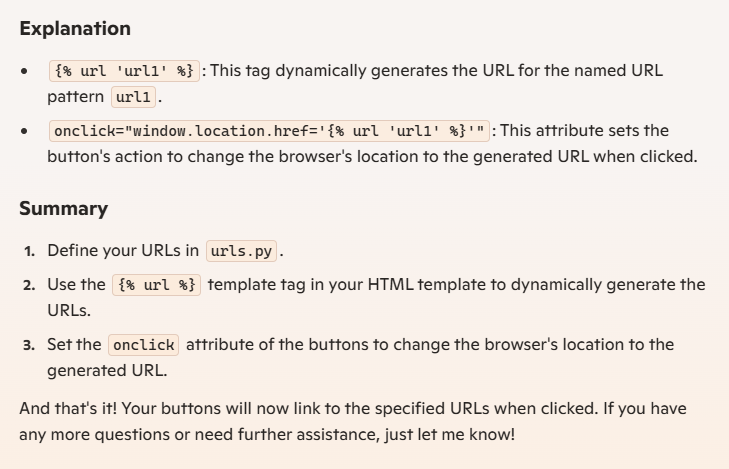 Explanation
• {% url 'url1' %} : This tag dynamically generates the URL for the named URL
pattern url1 .
• onclick="window.location.href='{% url 'url1' %}'" : This attribute sets the
button's action to change the browser's location to the generated URL when clicked.
Summary
1. Define your URLs in urls.py .
2. Use the {% url %} template tag in your HTML template to dynamically generate the
URLs.
3. Set the onclick attribute of the buttons to change the browser's location to the
generated URL.
And that's it! Your buttons will now link to the specified URLs when clicked. If you have
any more questions or need further assistance, just let me know!